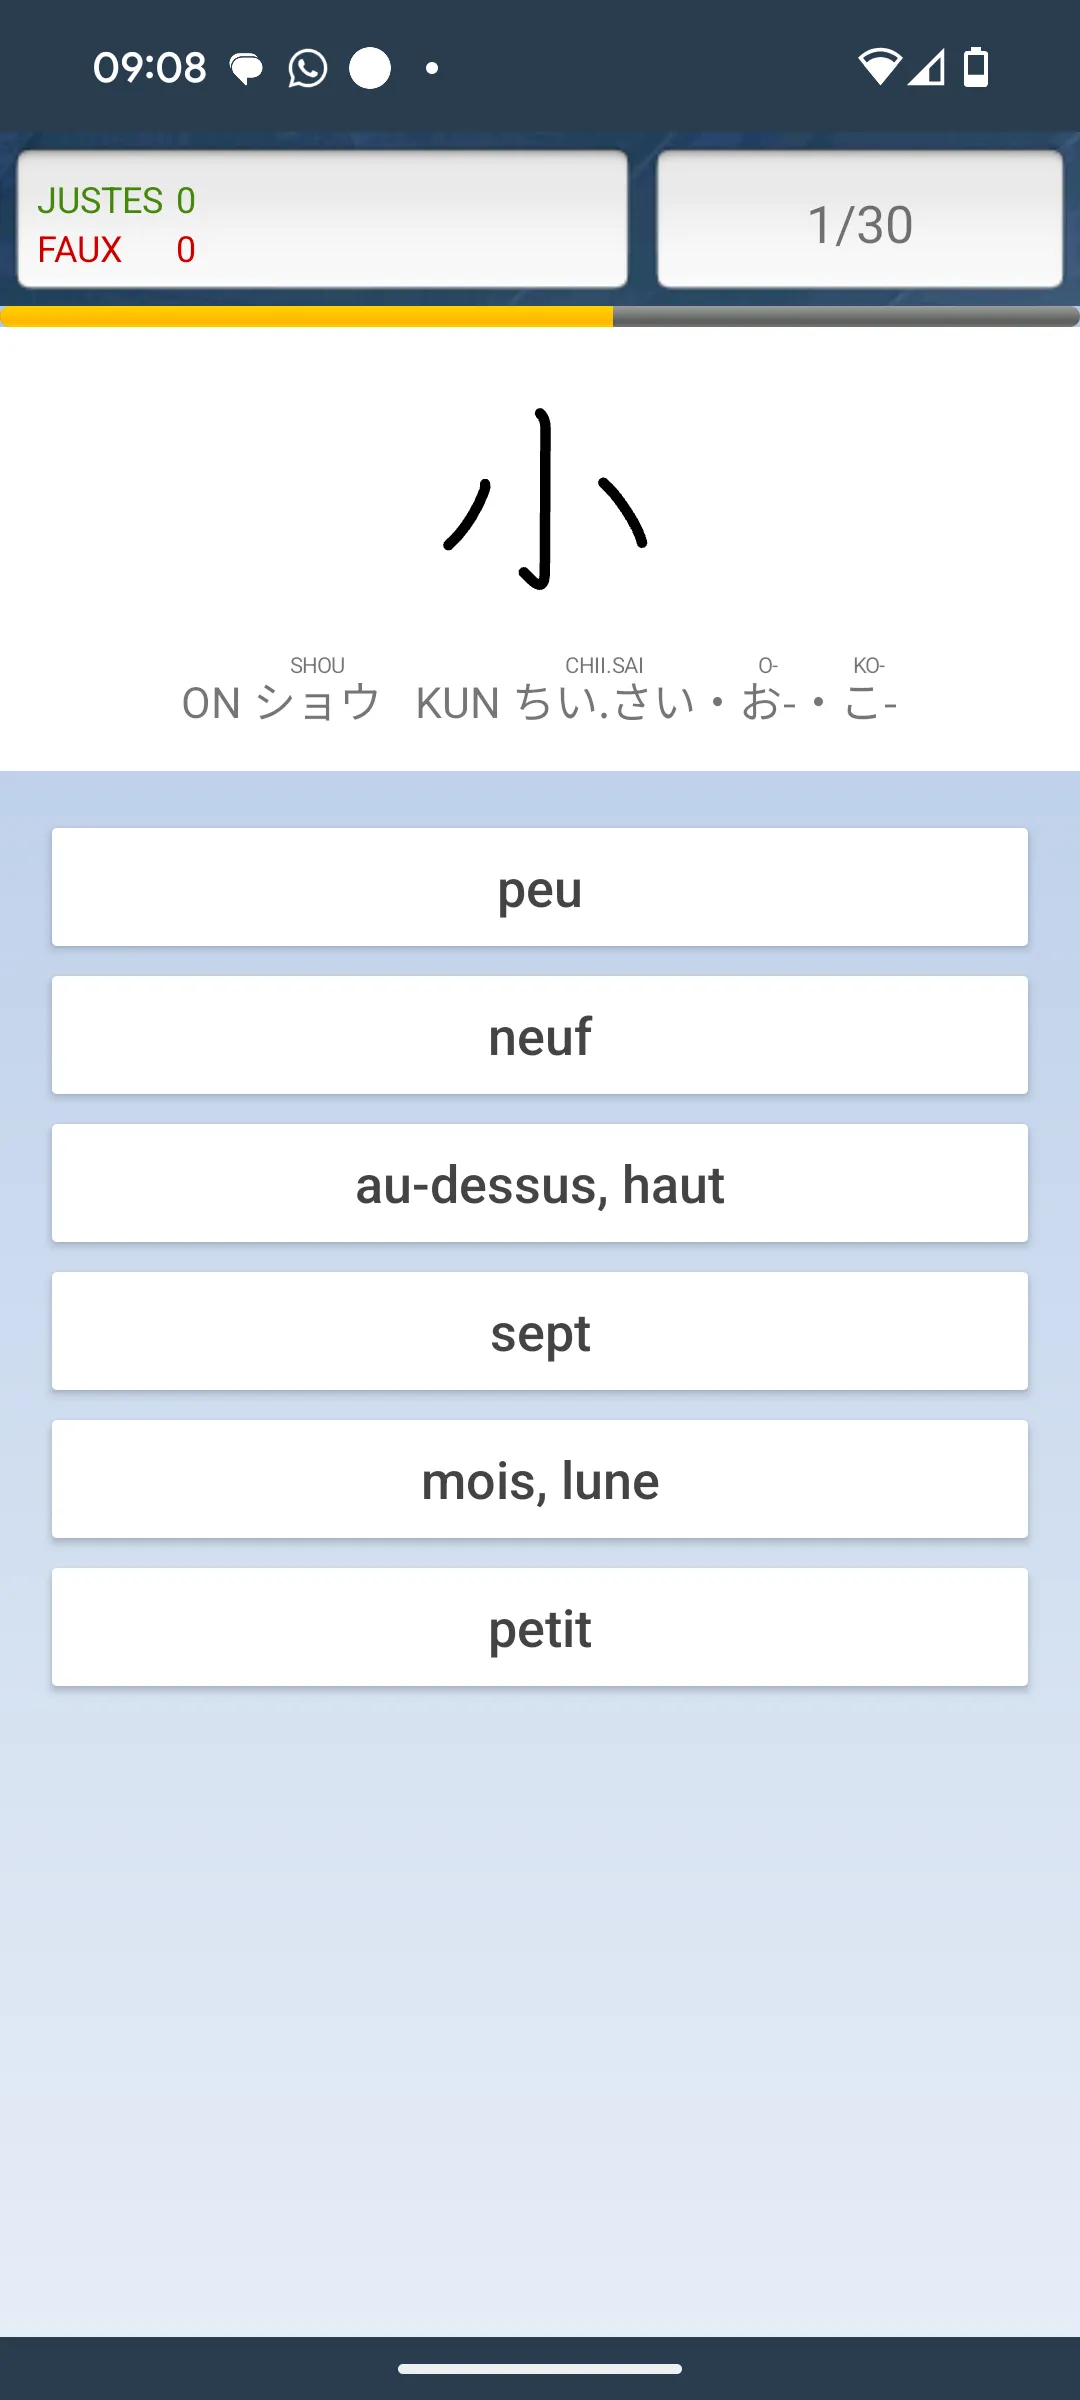 09:08
JUSTES 0
FAUX 0
1/30
小
SHOU CHII.SAI O- KO-
ON ショウ KUN ちい.さい・お-・こ-
peu
neuf
au-dessus, haut
sept
mois, lune
petit